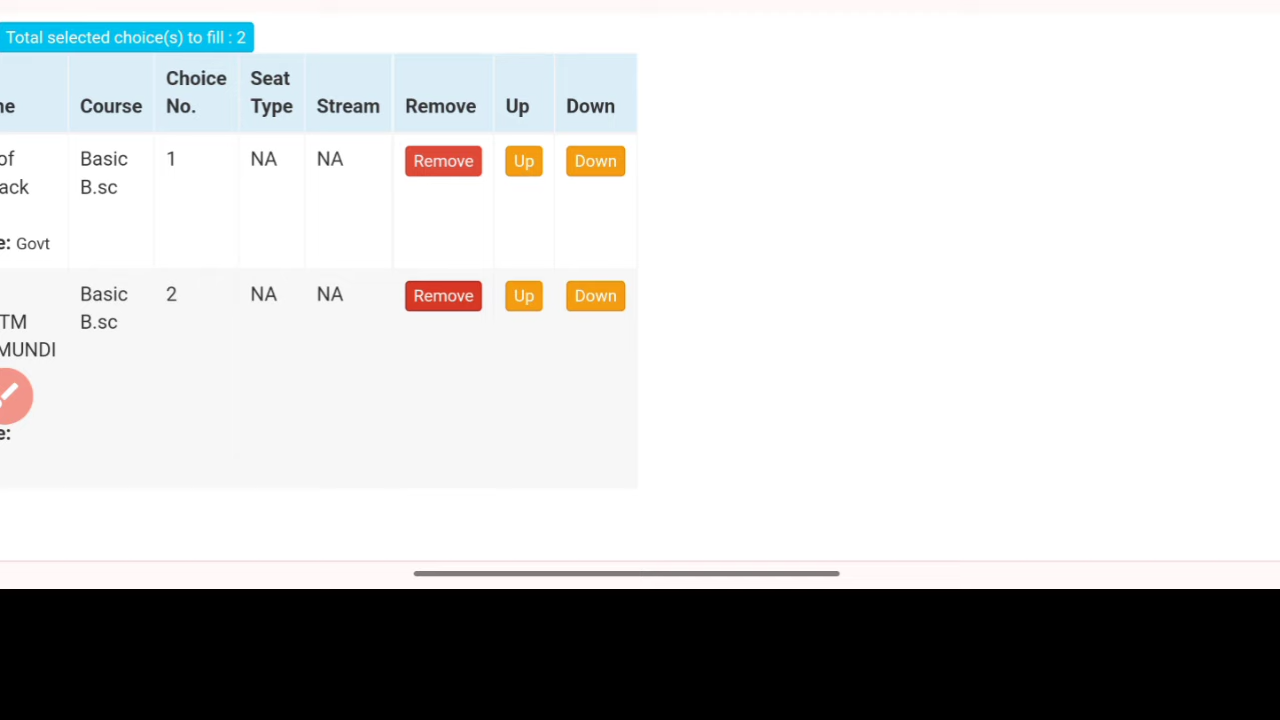 Total selected choice(s) to fill : 2
Course
Choice No.
Seat Type
Stream
Remove
Up
Down
of
Basic B.sc
1
NA
NA
Remove
Up
Down
Govt
Basic B.sc
2
NA
NA
Remove
Up
Down
TM
MUNDI